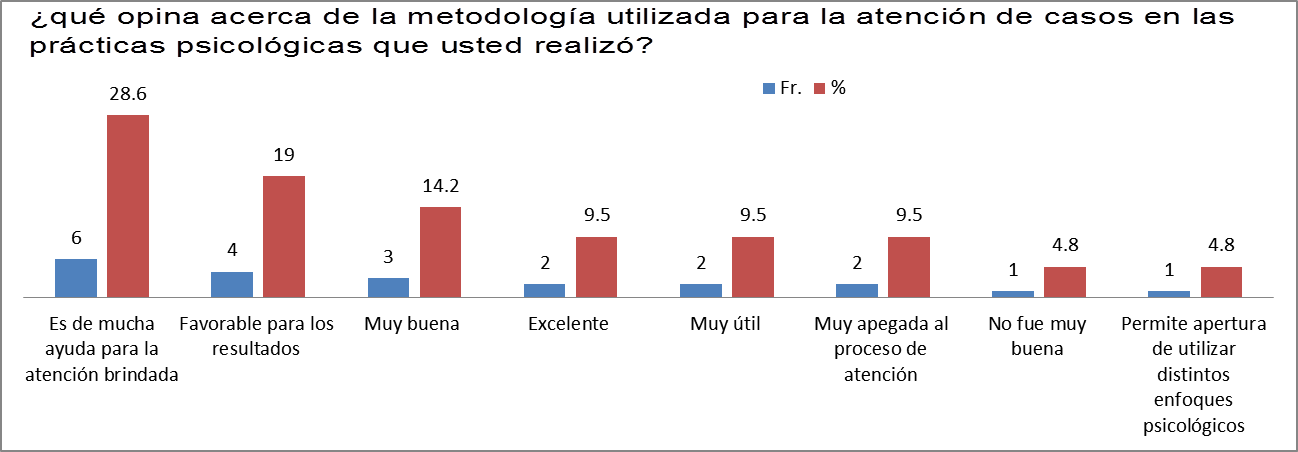 ¿qué opina acerca de la metodología utilizada para la atención de casos en las
prácticas psicológicas que usted realizó?
Fr. %
28.6
19
14.2
9.5
9.5
9.5
4.8
4.8
6
4
3
2
2
2
1
1
Es de mucha
ayuda para la
atención brindada
Favorable para los
resultados
Muy buena
Excelente
Muy útil
Muy apegada al
proceso de
atención
No fue muy
buena
Permite apertura
de utilizar
distintos
enfoques
psicológicos